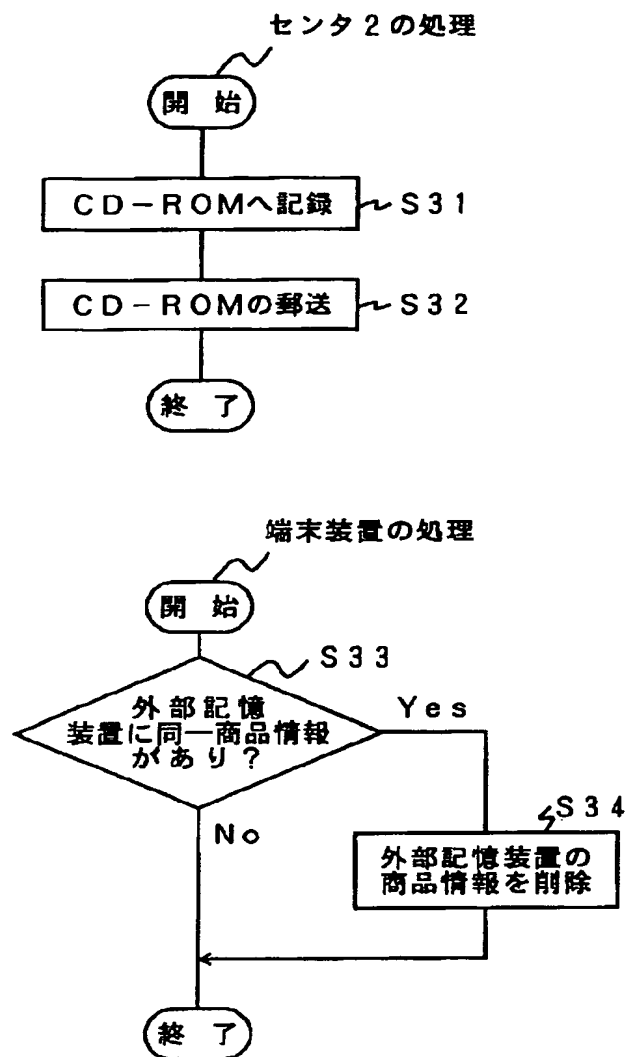 センタ2の処理
開始
CD-ROMへ記録
S31
CD-ROMの郵送
S32
終了
端末装置の処理
開始
S33
外部記憶
装置に同一商品情報
があり?
Yes
No
S34
外部記憶装置の
商品情報を削除
終了